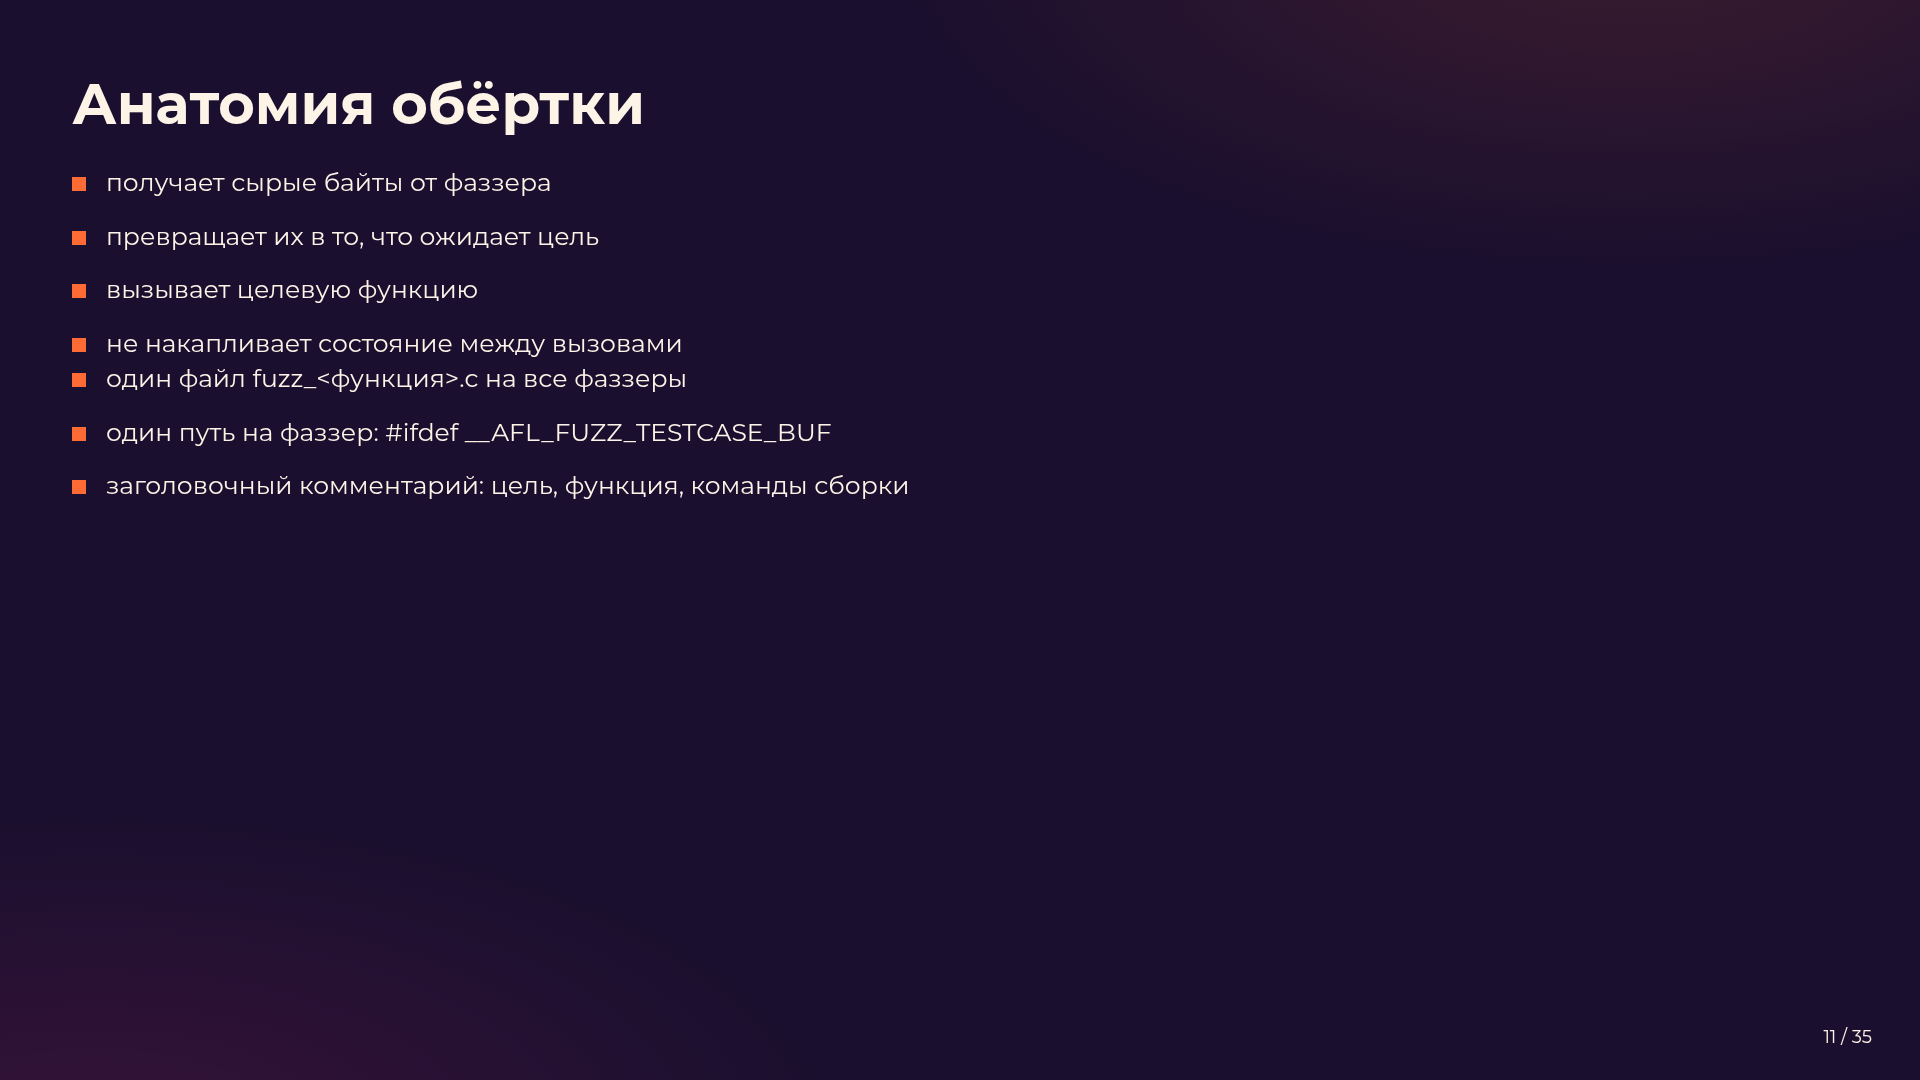 Анатомия обёртки
получает сырые байты от фаззера
превращает их в то, что ожидает цель
вызывает целевую функцию
не накапливает состояние между вызовами
один файл fuzz_<функция>.c на все фаззеры
один путь на фаззер: #ifdef __AFL_FUZZ_TESTCASE_BUF
заголовочный комментарий: цель, функция, команды сборки
11 / 35